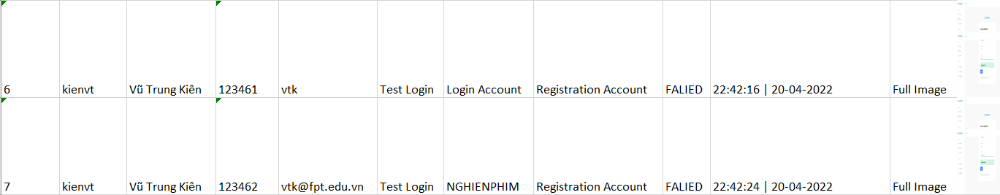 6 kienvt Vũ Trung Kiên 123461 vtk Test Login Login Account Registration Account FALIED 22:42:16 | 20-04-2022 Full Image
7 kienvt Vũ Trung Kiên 123462 vtk@fpt.edu.vn Test Login NGHIENPHIM Registration Account FALIED 22:42:24 | 20-04-2022 Full Image